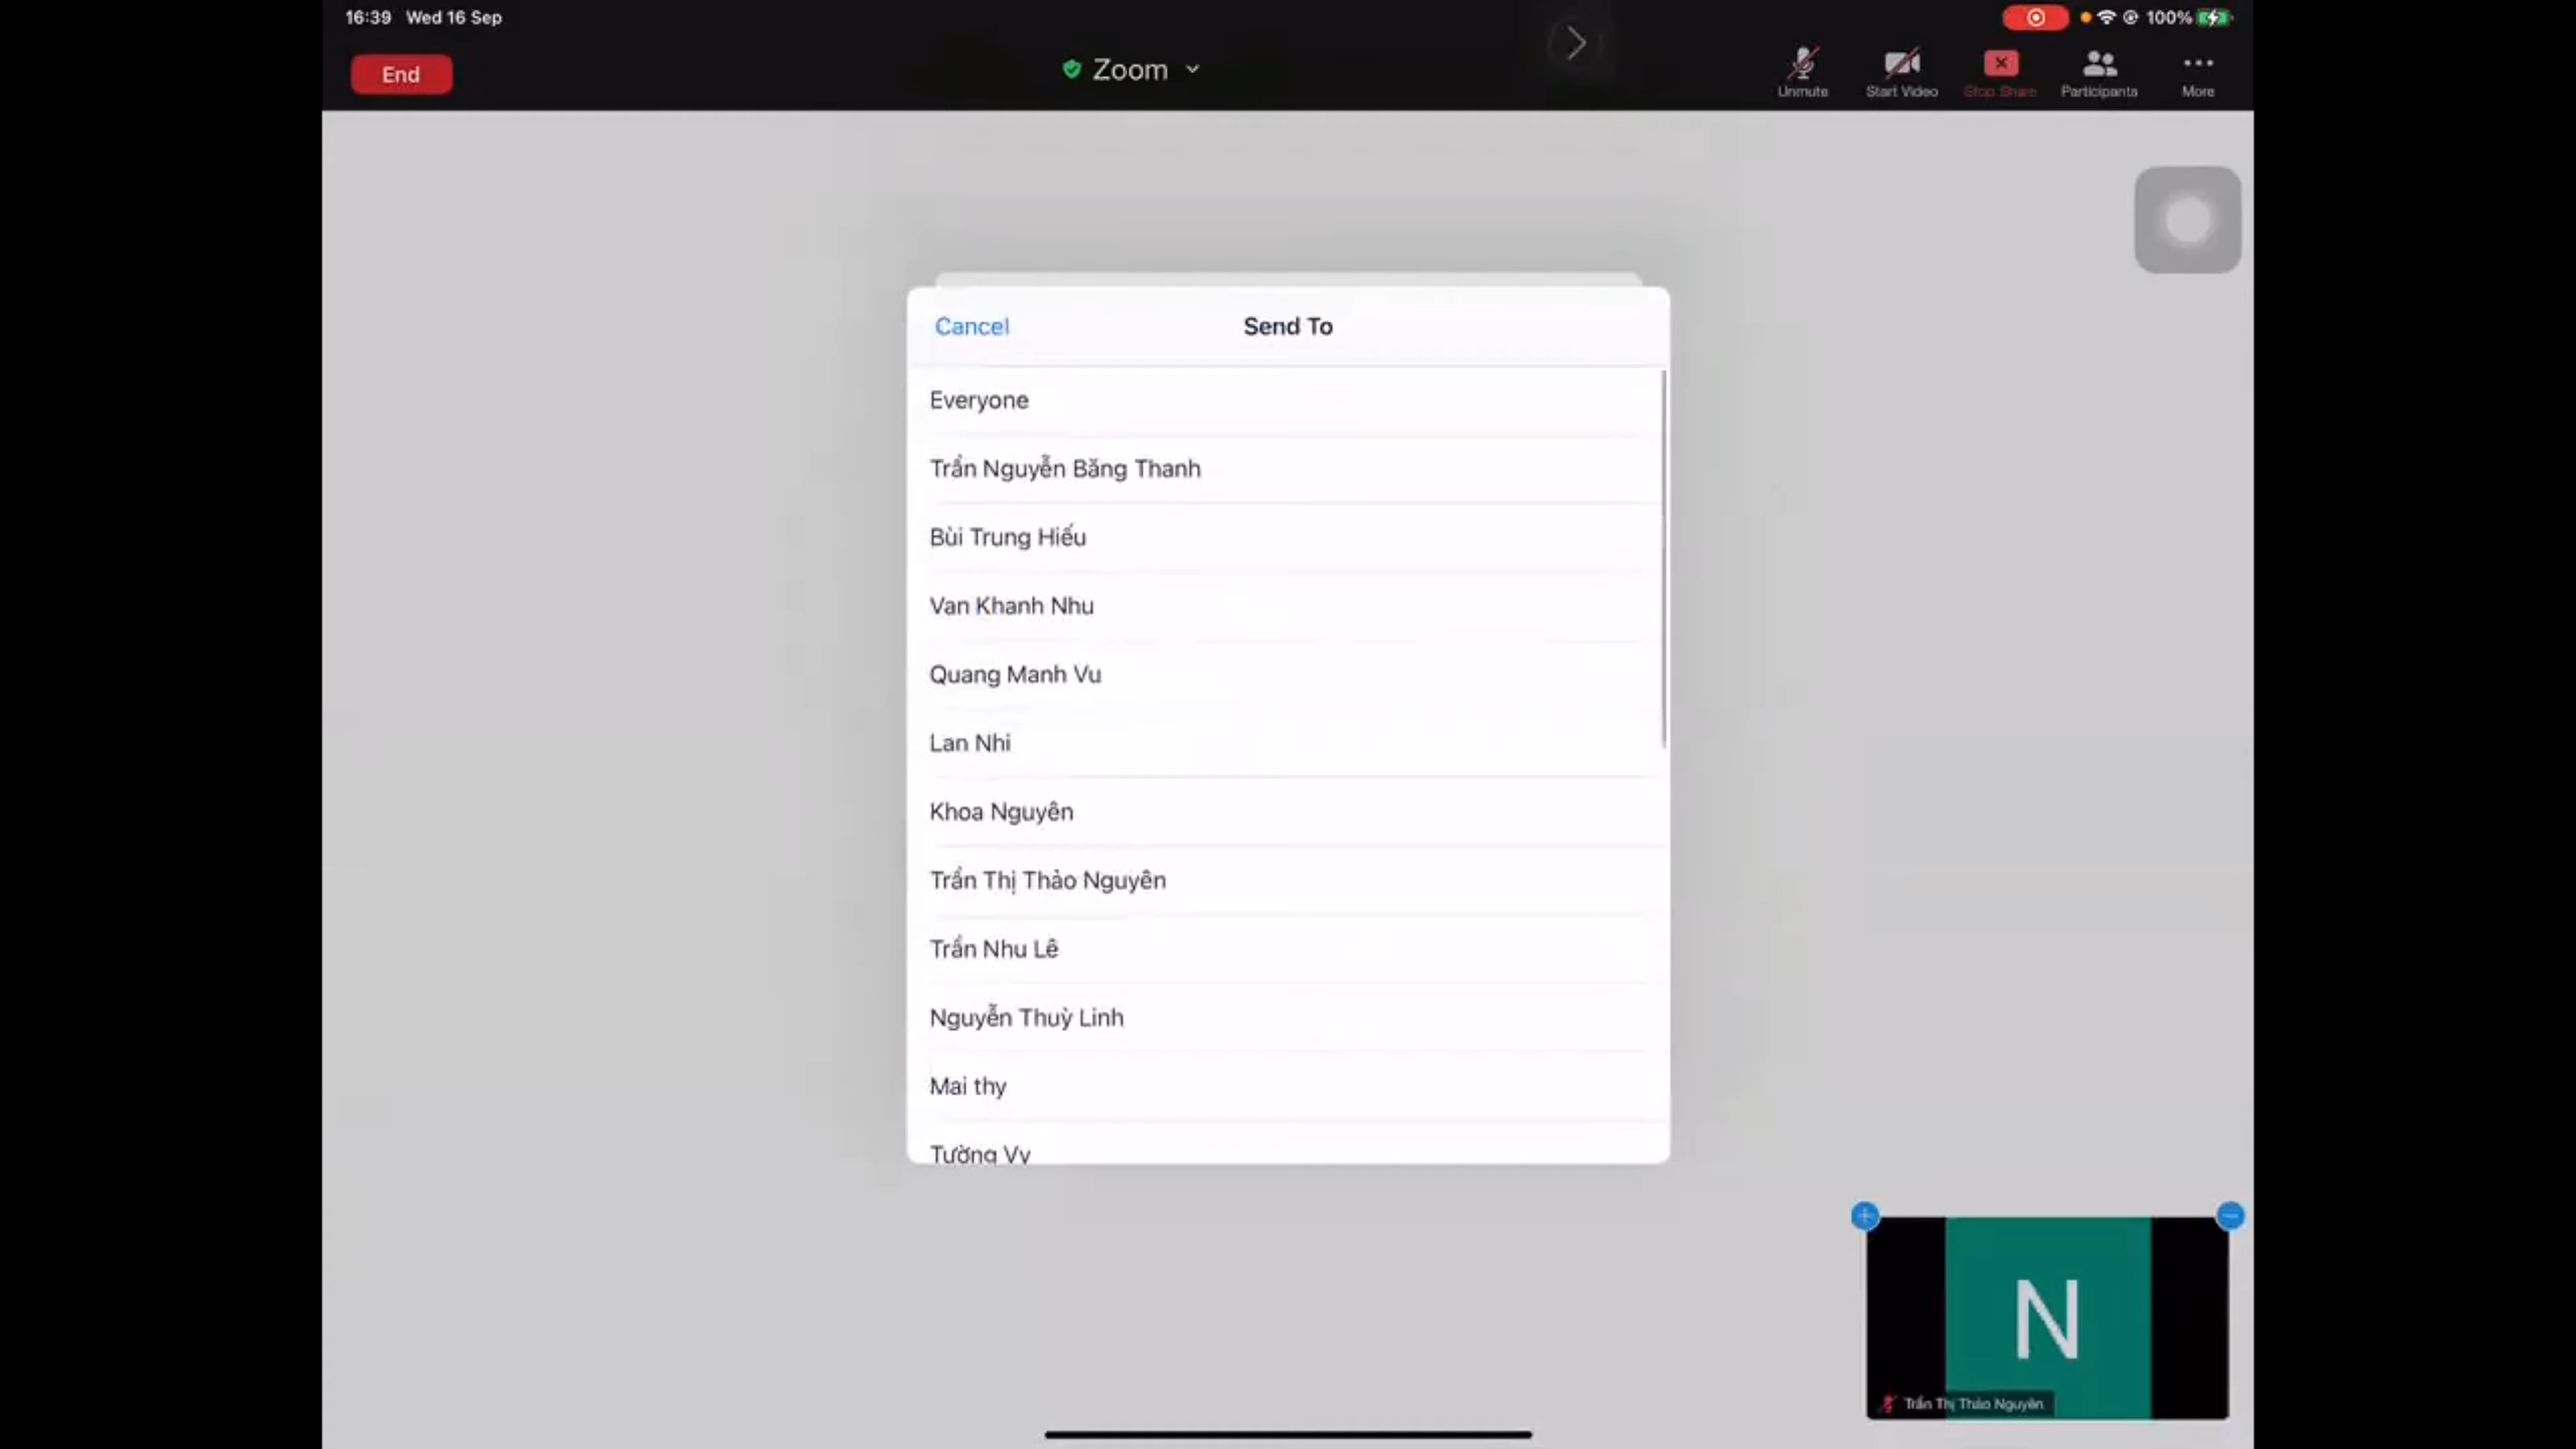 16:39 Wed 16 Sep
100%
End
Zoom
Unmute
Start Video
Stop Share
Participants
More
Cancel
Send To
Everyone
Trần Nguyễn Băng Thanh
Bùi Trung Hiếu
Van Khanh Nhu
Quang Manh Vu
Lan Nhi
Khoa Nguyên
Trần Thị Thảo Nguyên
Trần Nhu Lê
Nguyễn Thuỳ Linh
Mai thy
Tường Vy
N
Trần Thị Thảo Nguyên